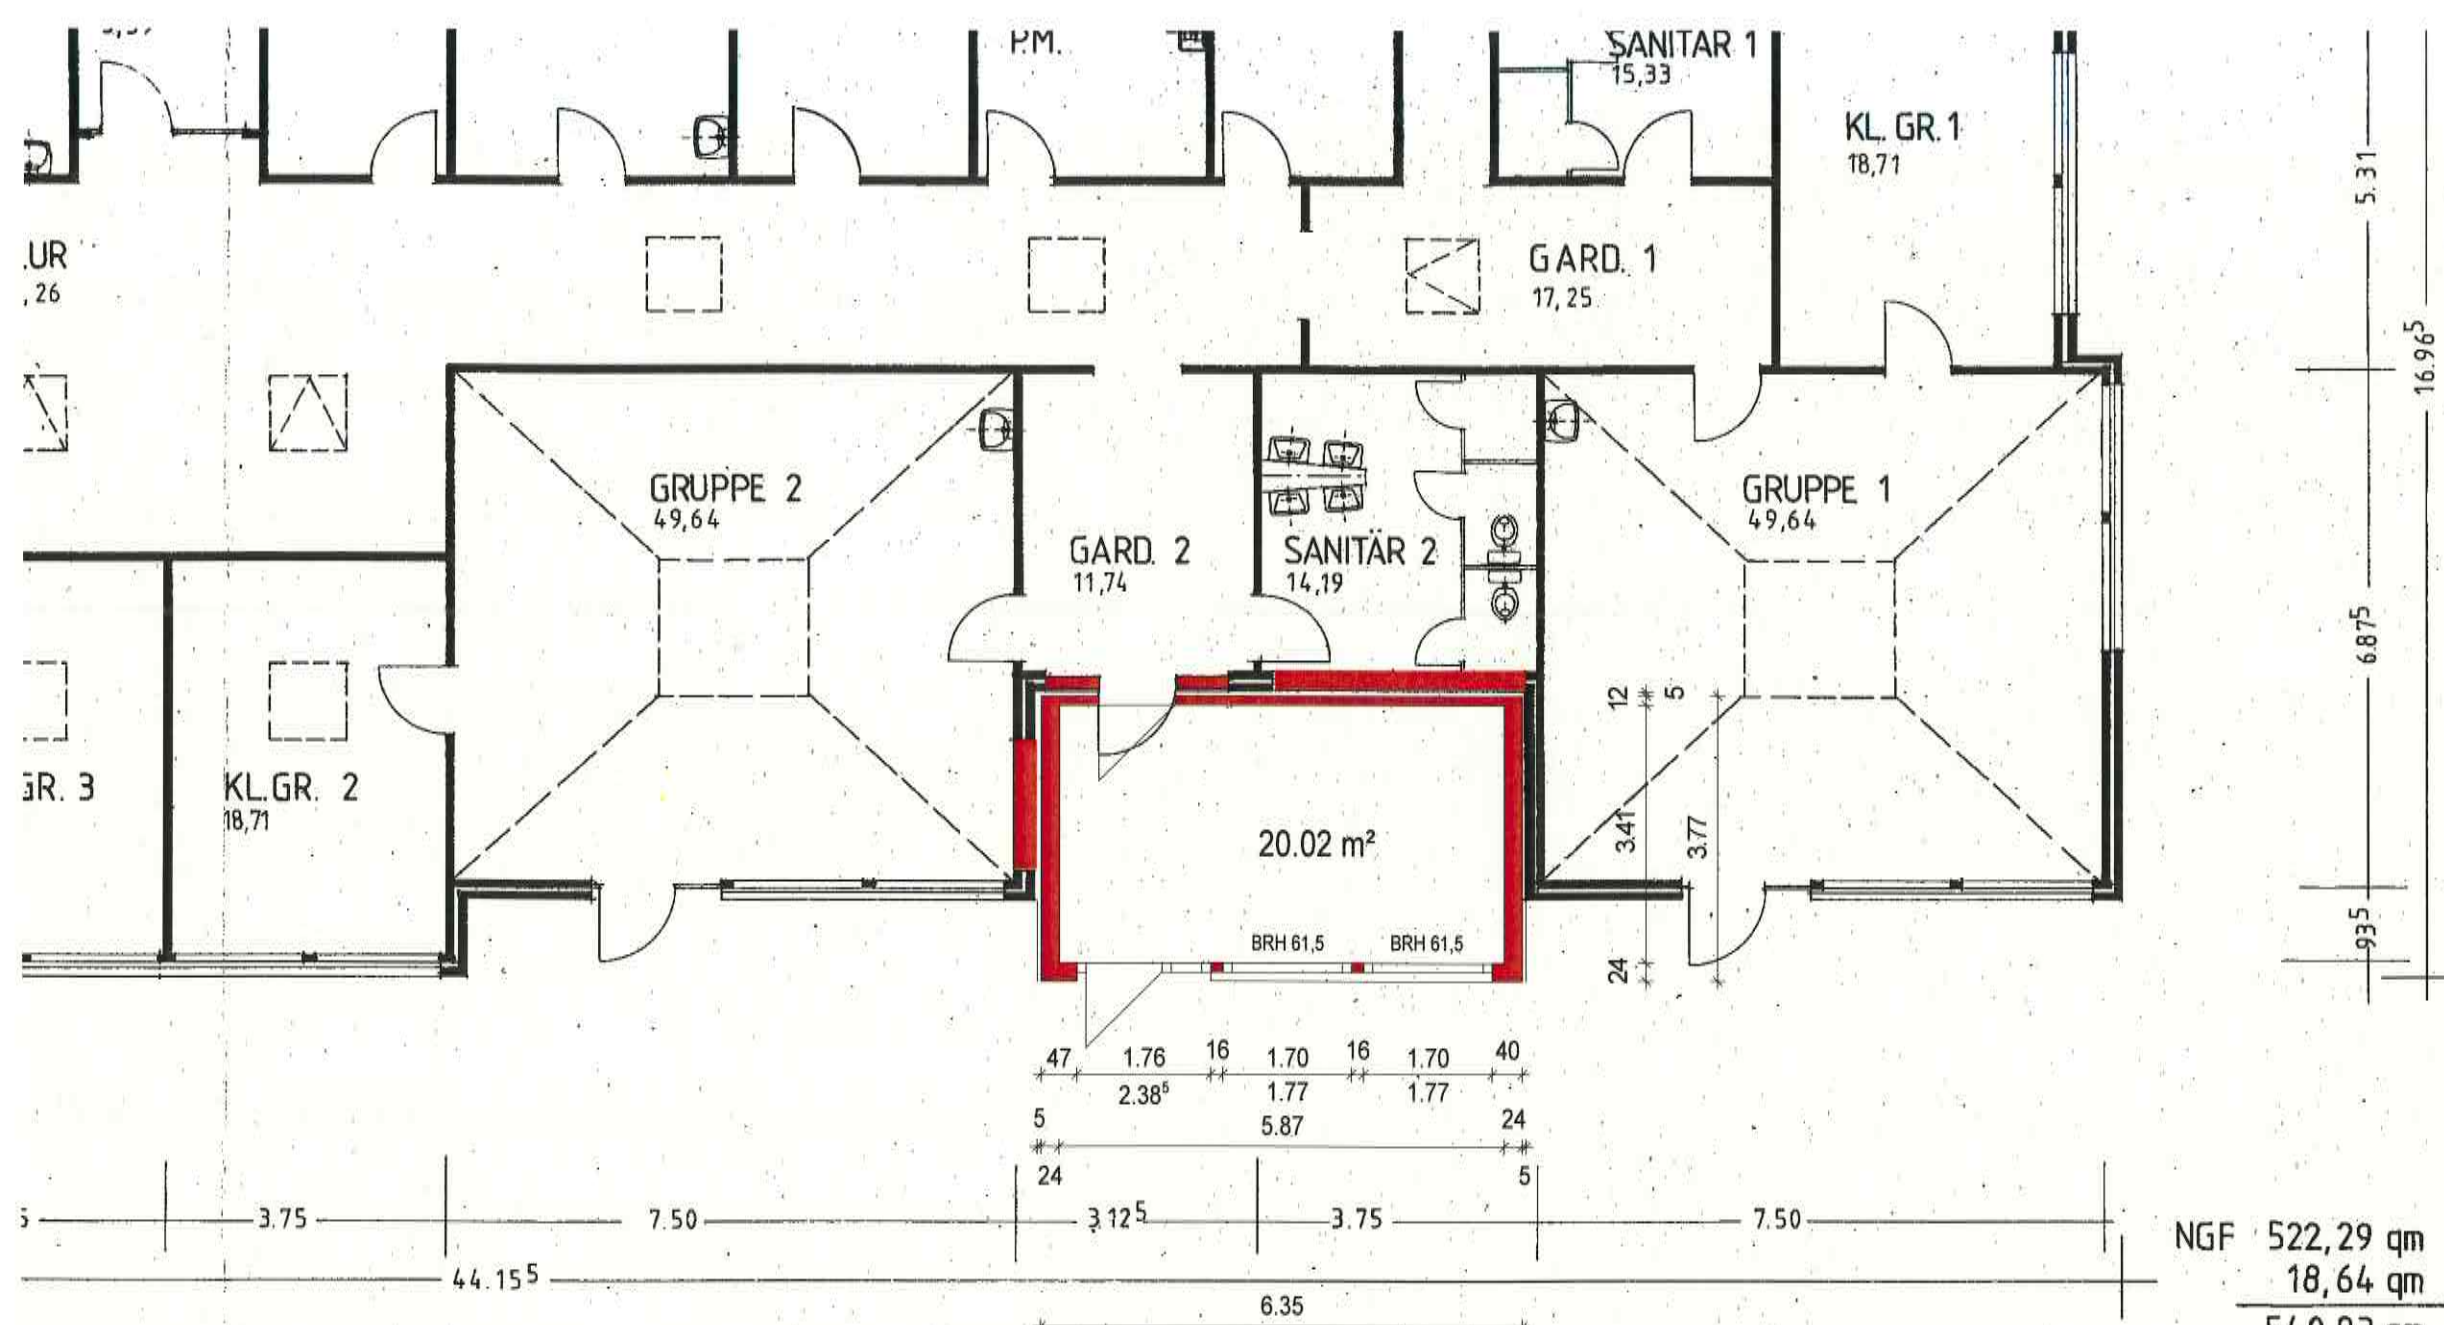 P.M.
SANITAR 1
15,33
KL. GR. 1
18,71
5.31
16.96⁵
.UR
,26
GARD. 1
17,25
GRUPPE 2
49,64
GRUPPE 1
49,64
GARD. 2
11,74
SANITÄR 2
14,19
6.87⁵
12
5
GR. 3
KL.GR. 2
18,71
20.02 m²
3.41
3.77
BRH 61,5
BRH 61,5
24
93⁵
47
1.76
16
1.70
16
1.70
40
2.38⁵
1.77
1.77
5
5.87
24
24
5
5
3.75
7.50
3.12⁵
3.75
7.50
NGF 522,29 qm
44.15⁵
18,64 qm
6.35